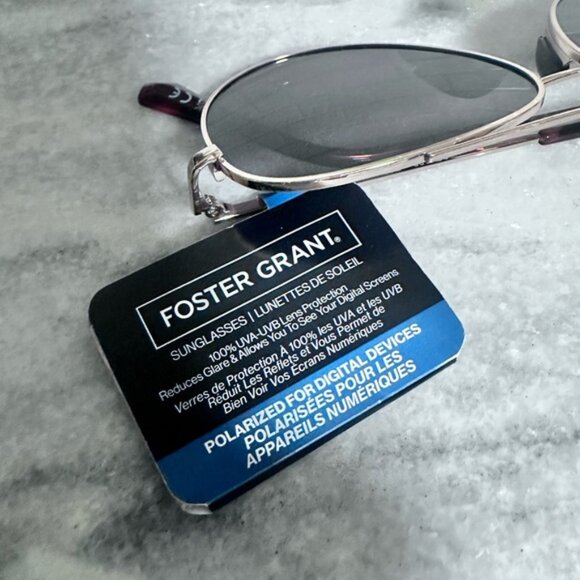 FOSTER GRANT®
SUNGLASSES | LUNETTES DE SOLEIL
100% UVA-UVB Lens Protection
Reduces Glare & Allows You To See Your Digital Screens
Verres de Protection À 100% les UVA et les UVB
Réduit Les Reflets et Vous Permet de
Bien Voir Vos Écrans Numériques
POLARIZED FOR DIGITAL DEVICES
POLARISÉES POUR LES
APPAREILS NUMÉRIQUES
CE